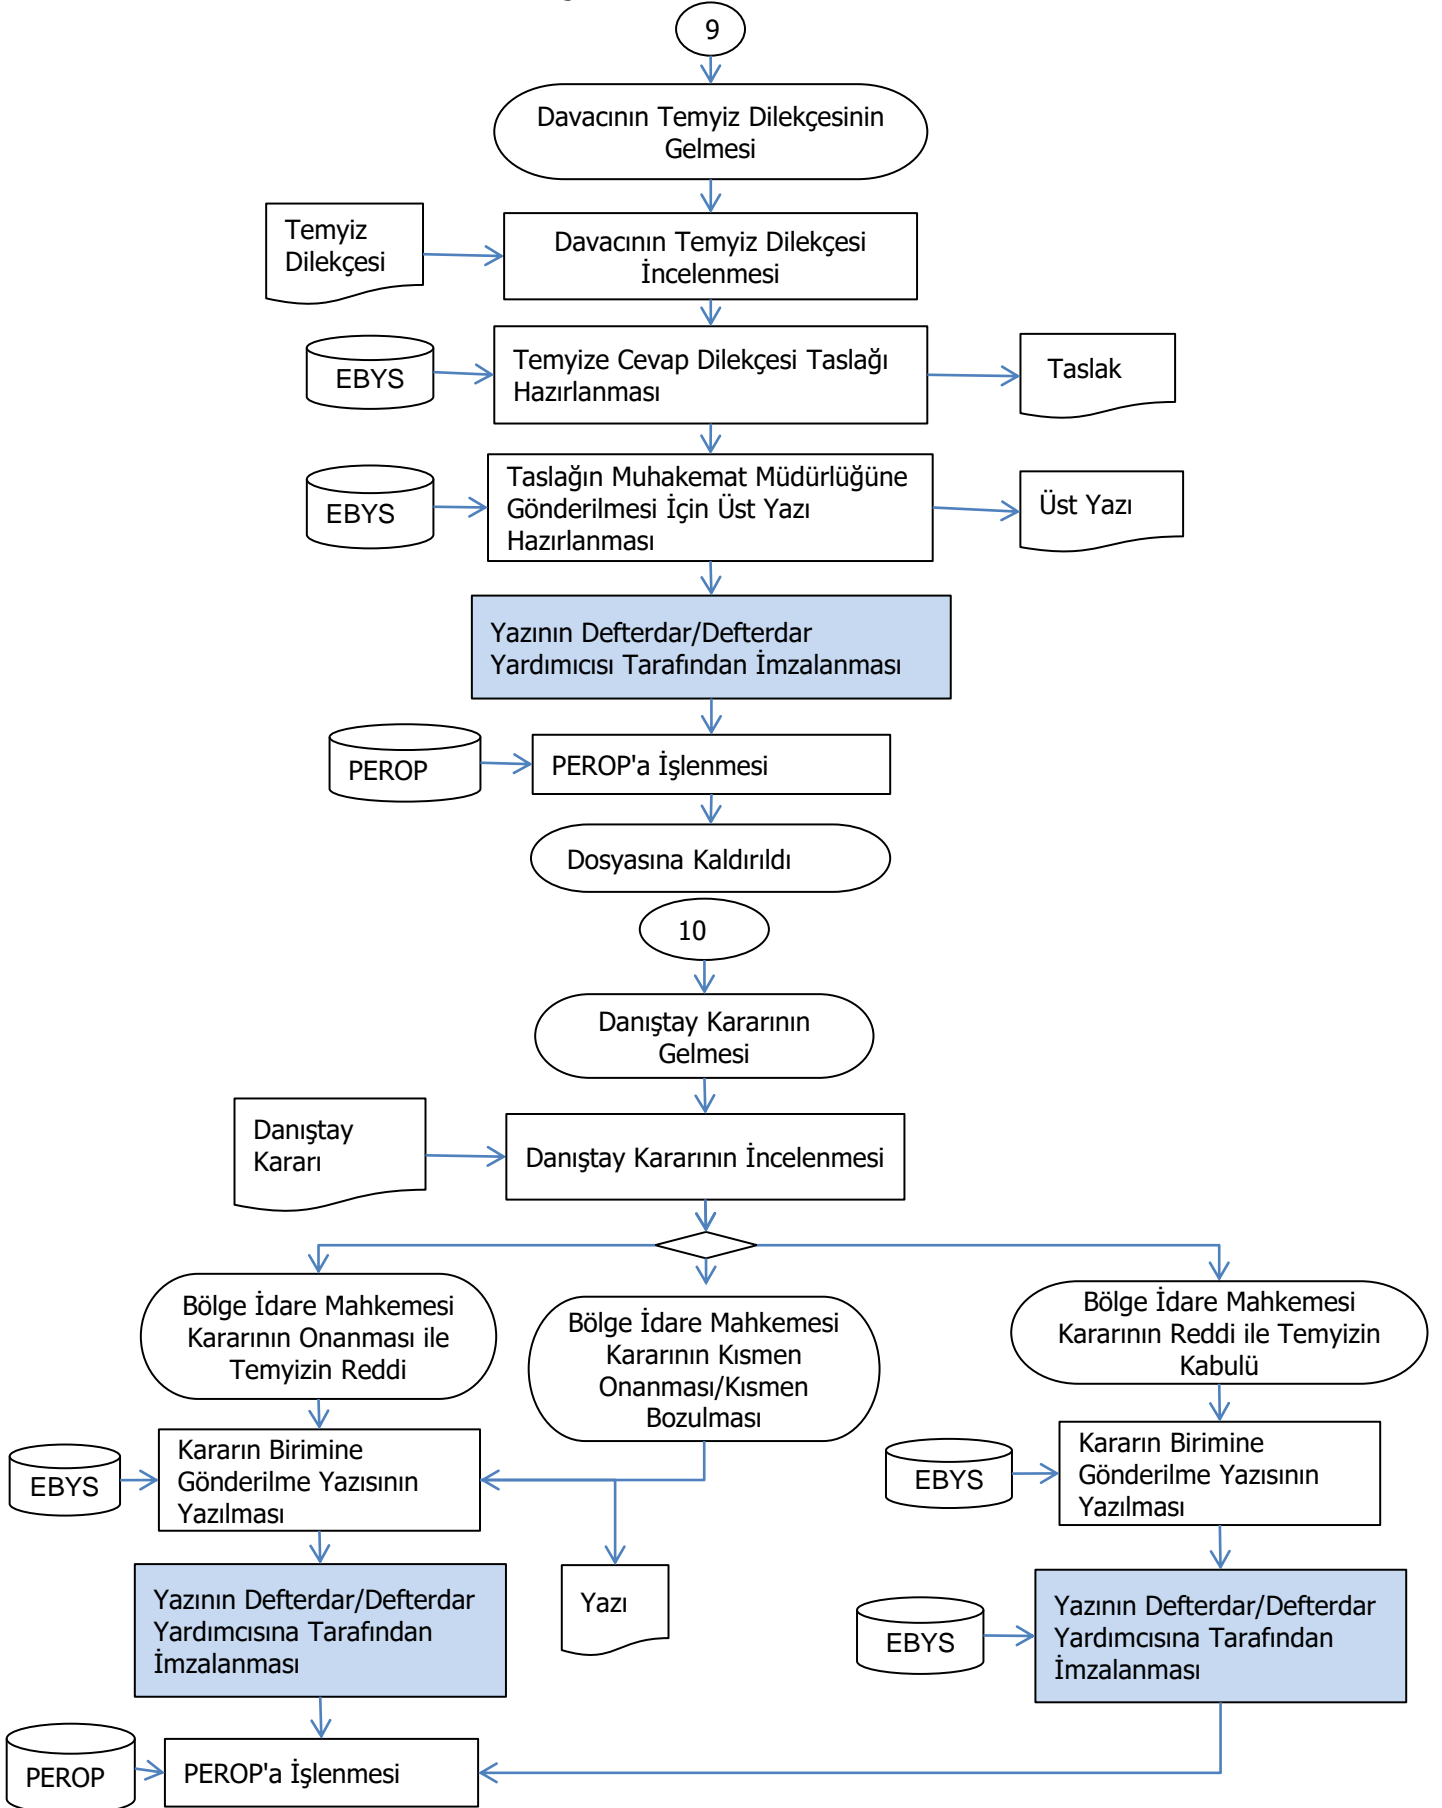 9
Davacının Temyiz Dilekçesinin
Gelmesi
Temyiz
Dilekçesi
Davacının Temyiz Dilekçesi
İncelenmesi
EBYS
Temyize Cevap Dilekçesi Taslağı
Hazırlanması
Taslak
EBYS
Taslağın Muhakemat Müdürlüğüne
Gönderilmesi İçin Üst Yazı
Hazırlanması
Üst Yazı
Yazının Defterdar/Defterdar
Yardımıcısı Tarafından İmzalanması
PEROP
PEROP'a İşlenmesi
Dosyasına Kaldırıldı
10
Danıştay Kararının
Gelmesi
Danıştay
Kararı
Danıştay Kararının İncelenmesi
Bölge İdare Mahkemesi
Kararının Onanması ile
Temyizin Reddi
Bölge İdare Mahkemesi
Kararının Kısmen
Onanması/Kısmen
Bozulması
Bölge İdare Mahkemesi
Kararının Reddi ile Temyizin
Kabulü
EBYS
Kararın Birimine
Gönderilme Yazısının
Yazılması
EBYS
Kararın Birimine
Gönderilme Yazısının
Yazılması
Yazının Defterdar/Defterdar
Yardımcısına Tarafından
İmzalanması
Yazı
EBYS
Yazının Defterdar/Defterdar
Yardımcısına Tarafından
İmzalanması
PEROP
PEROP'a İşlenmesi